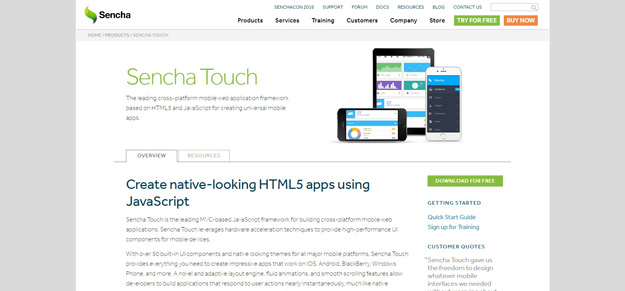 SENCHACON 2016 SUPPORT FORUM DOCS RESOURCES BLOG CONTACT US
Sencha
Products Services Training Customers Company Store TRY FOR FREE BUY NOW
HOME / PRODUCTS / SENCHA TOUCH
Sencha Touch
The leading cross-platform mobile web application framework
based on HTML5 and JavaScript for creating universal mobile
apps.
OVERVIEW RESOURCES
Create native-looking HTML5 apps using
JavaScript
Sencha Touch is the leading MVC-based JavaScript framework for building cross-platform mobile web
applications. Sencha Touch leverages hardware acceleration techniques to provide high-performance UI
components for mobile devices.
With over 50 built-in UI components and native looking themes for all major mobile platforms, Sencha Touch
provides everything you need to create impressive apps that work on iOS, Android, BlackBerry, Windows
Phone, and more. A novel and adaptive layout engine, fluid animations, and smooth scrolling features allow
developers to build applications that respond to user actions nearly instantaneously, much like native
DOWNLOAD FOR FREE
GETTING STARTED
Quick Start Guide
Sign up for Training
CUSTOMER QUOTES
"Sencha Touch gave us
the freedom to design
whatever mobile
interfaces we needed